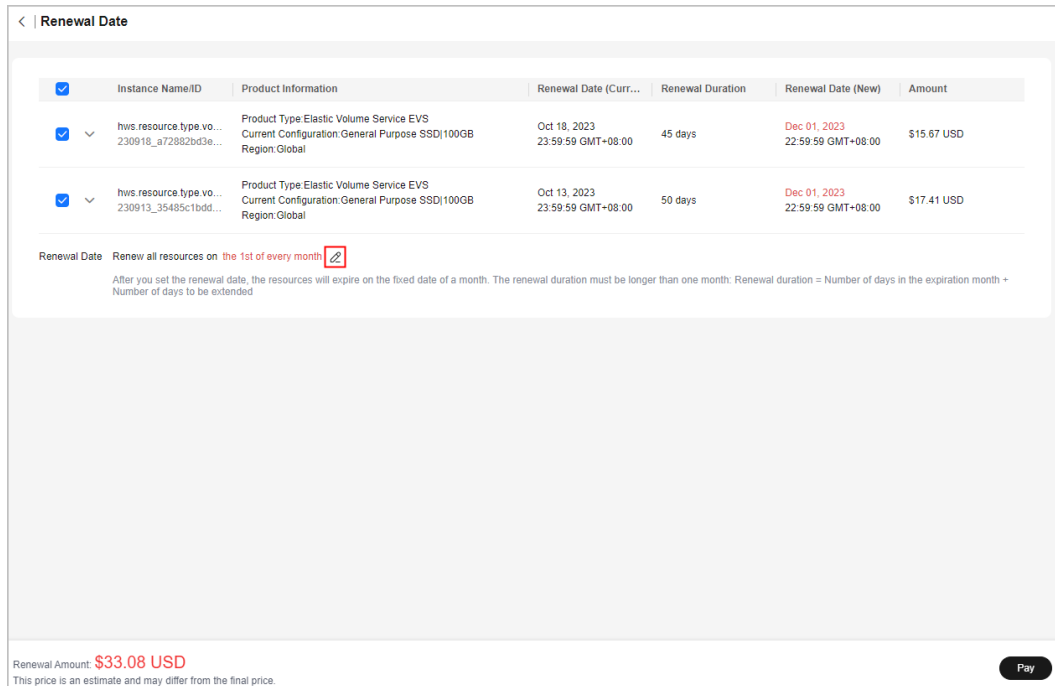 Renewal Date
Instance Name/ID Product Information Renewal Date (Curr... Renewal Duration Renewal Date (New) Amount
hws.resource.type.vo...
230918_a72882bd3e...
Product Type:Elastic Volume Service EVS
Current Configuration:General Purpose SSD|100GB
Region:Global
Oct 18, 2023
23:59:59 GMT+08:00
45 days
Dec 01, 2023
22:59:59 GMT+08:00
$15.67 USD
hws.resource.type.vo...
230913_35485c1bdd...
Product Type:Elastic Volume Service EVS
Current Configuration:General Purpose SSD|100GB
Region:Global
Oct 13, 2023
23:59:59 GMT+08:00
50 days
Dec 01, 2023
22:59:59 GMT+08:00
$17.41 USD
Renewal Date Renew all resources on the 1st of every month
After you set the renewal date, the resources will expire on the fixed date of a month. The renewal duration must be longer than one month: Renewal duration = Number of days in the expiration month +
Number of days to be extended
Renewal Amount: $33.08 USD
This price is an estimate and may differ from the final price.
Pay